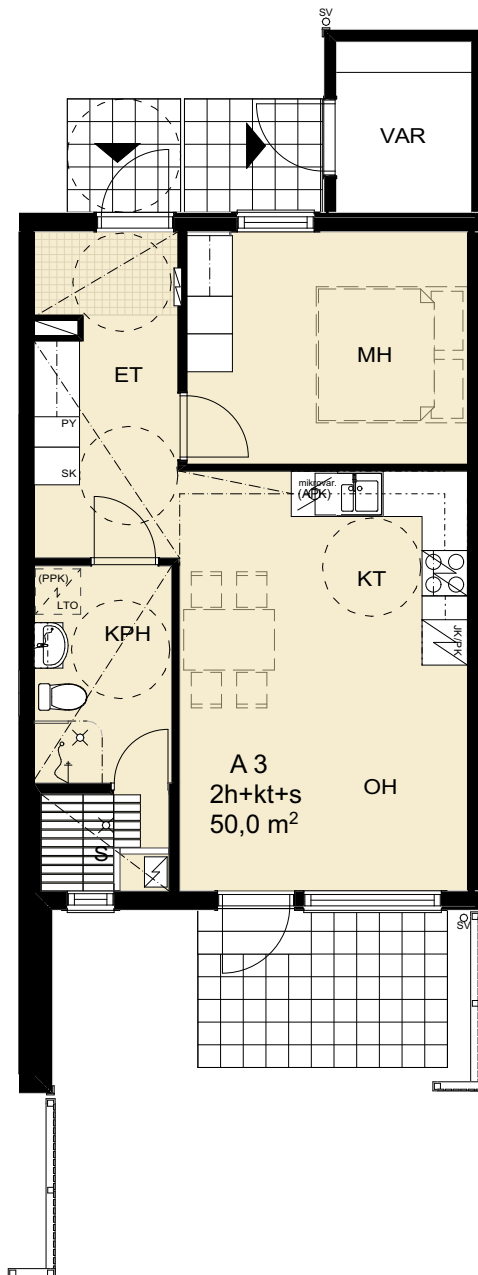 SV
VAR
MH
ET
PY
SK
mikrovar.
(APK)
KT
(PPK)
LTO
KPH
JK/PK
A 3
2h+kt+s
50,0 m²
OH
S
SV